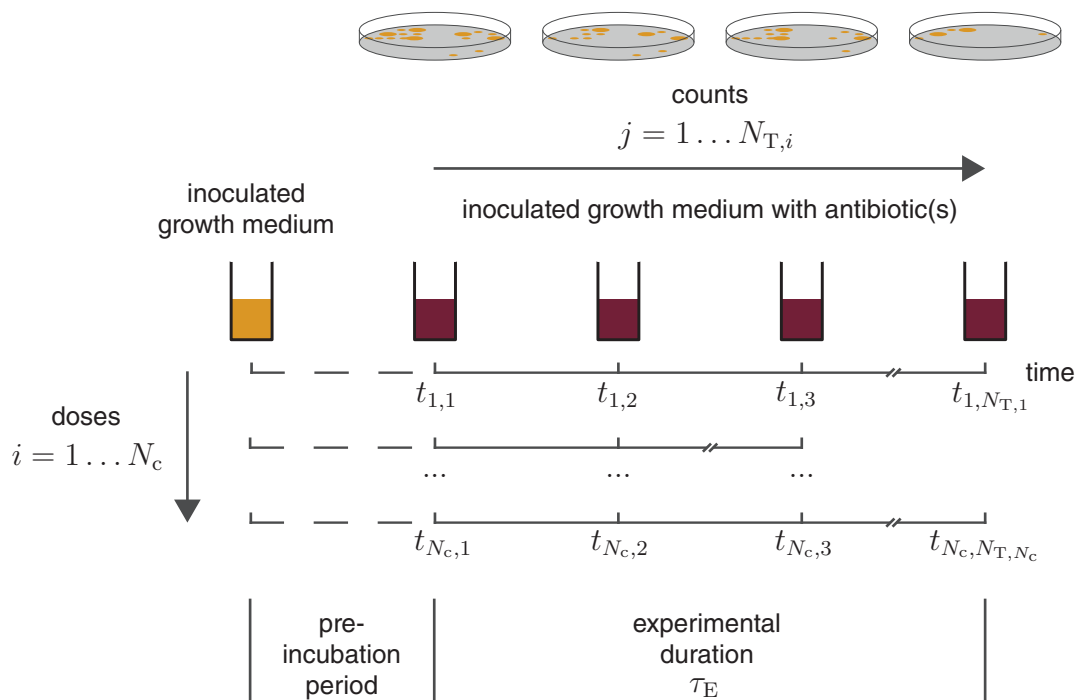 counts
j = 1 … N_{T,i}
inoculated
growth medium
inoculated growth medium with antibiotic(s)
time
t_{1,1}
t_{1,2}
t_{1,3}
t_{1,N_{T,1}}
doses
i = 1 … N_c
...
...
...
t_{N_c,1}
t_{N_c,2}
t_{N_c,3}
t_{N_c,N_{T,N_c}}
pre-
incubation
period
experimental
duration
τ_E